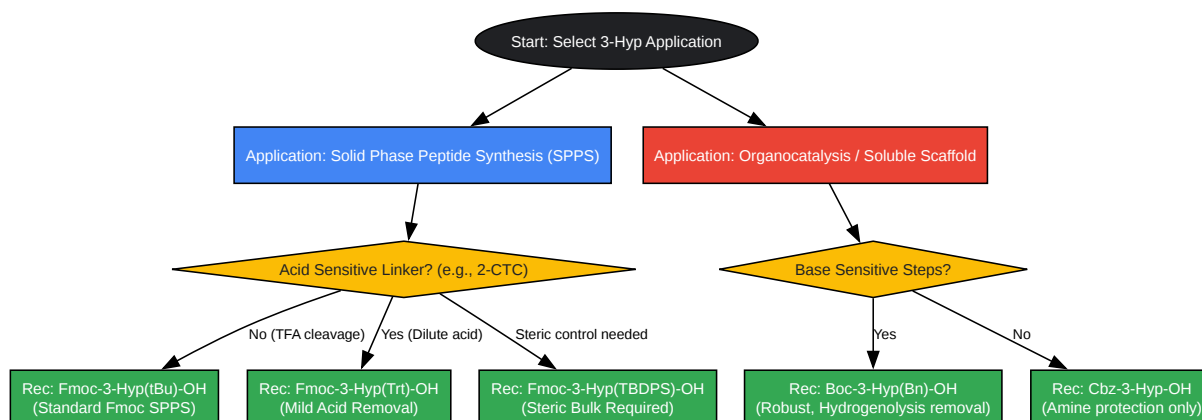 Start: Select 3-Hyp Application
Application: Solid Phase Peptide Synthesis (SPPS)
Application: Organocatalysis / Soluble Scaffold
Acid Sensitive Linker? (e.g., 2-CTC)
Base Sensitive Steps?
No (TFA cleavage)
Yes (Dilute acid)
Steric control needed
Yes
No
Rec: Fmoc-3-Hyp(tBu)-OH
(Standard Fmoc SPPS)
Rec: Fmoc-3-Hyp(Trt)-OH
(Mild Acid Removal)
Rec: Fmoc-3-Hyp(TBDPS)-OH
(Steric Bulk Required)
Rec: Boc-3-Hyp(Bn)-OH
(Robust, Hydrogenolysis removal)
Rec: Cbz-3-Hyp-OH
(Amine protection only)